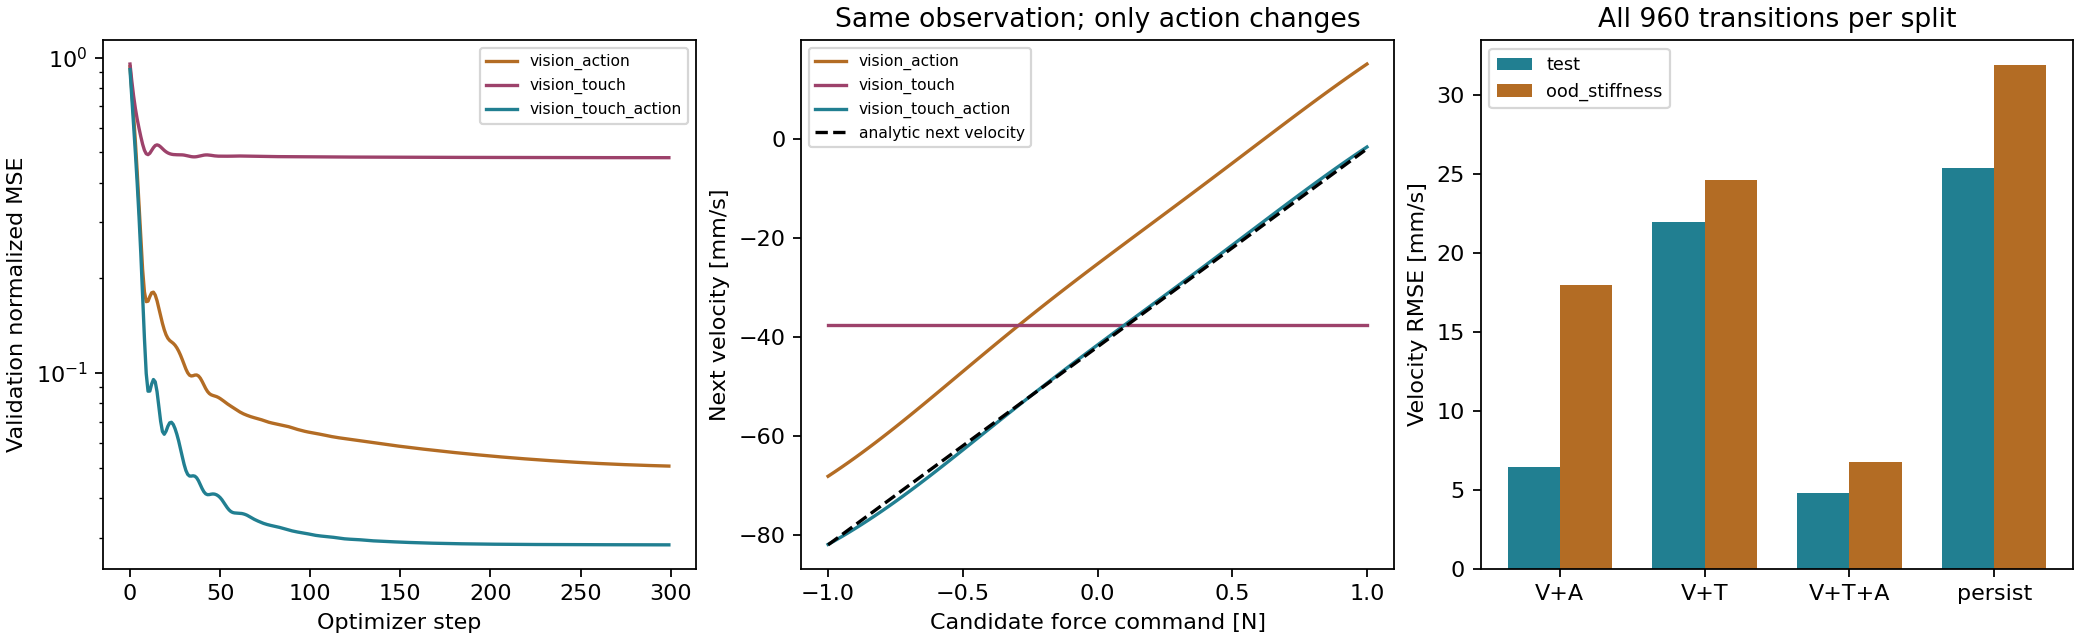 Validation normalized MSE
10⁰
10⁻¹
vision_action
vision_touch
vision_touch_action
0
50
100
150
200
250
300
Optimizer step
Same observation; only action changes
Next velocity [mm/s]
0
−20
−40
−60
−80
vision_action
vision_touch
vision_touch_action
analytic next velocity
−1.0
−0.5
0.0
0.5
1.0
Candidate force command [N]
All 960 transitions per split
Velocity RMSE [mm/s]
30
25
20
15
10
5
0
test
ood_stiffness
V+A
V+T
V+T+A
persist